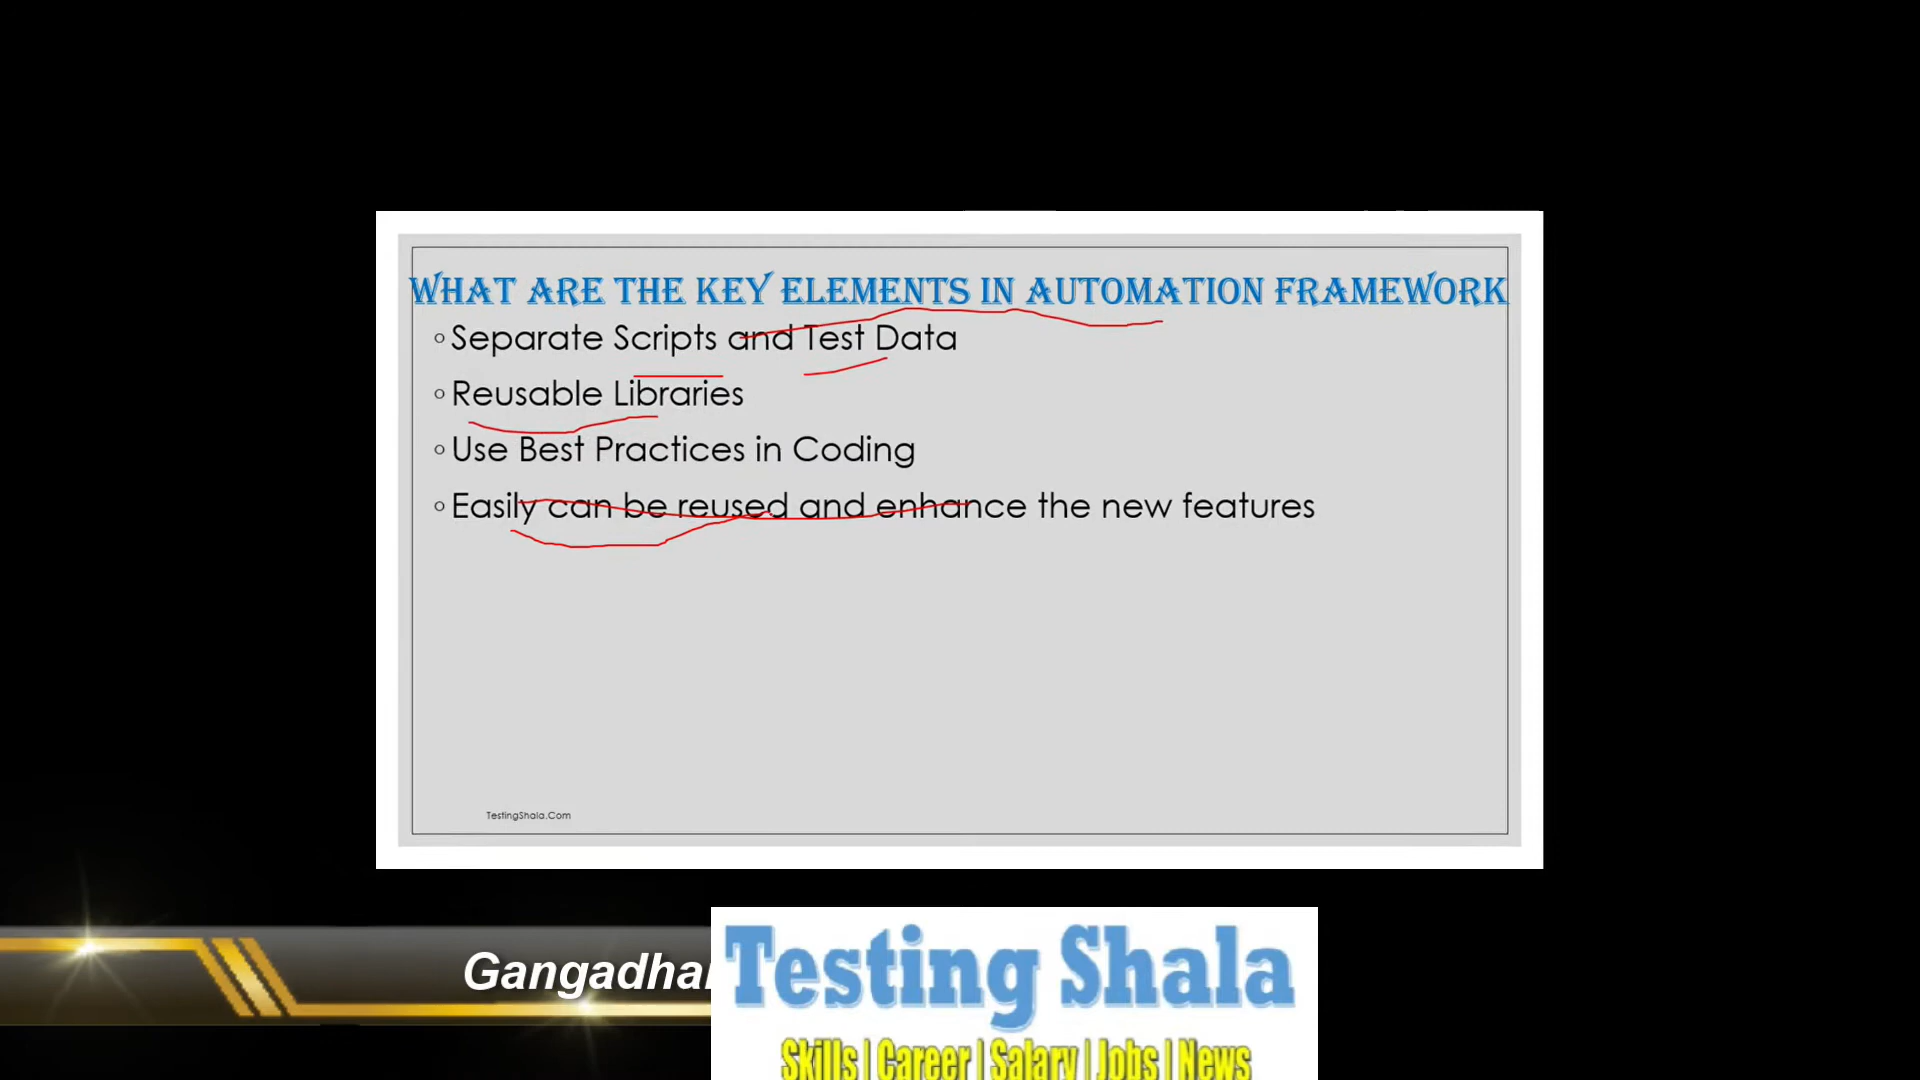 WHAT ARE THE KEY ELEMENTS IN AUTOMATION FRAMEWORK
Separate Scripts and Test Data
Reusable Libraries
Use Best Practices in Coding
Easily can be reused and enhance the new features
TestingShala.Com
Gangadhar
Testing Shala
Skills | Career | Salary | Jobs | News